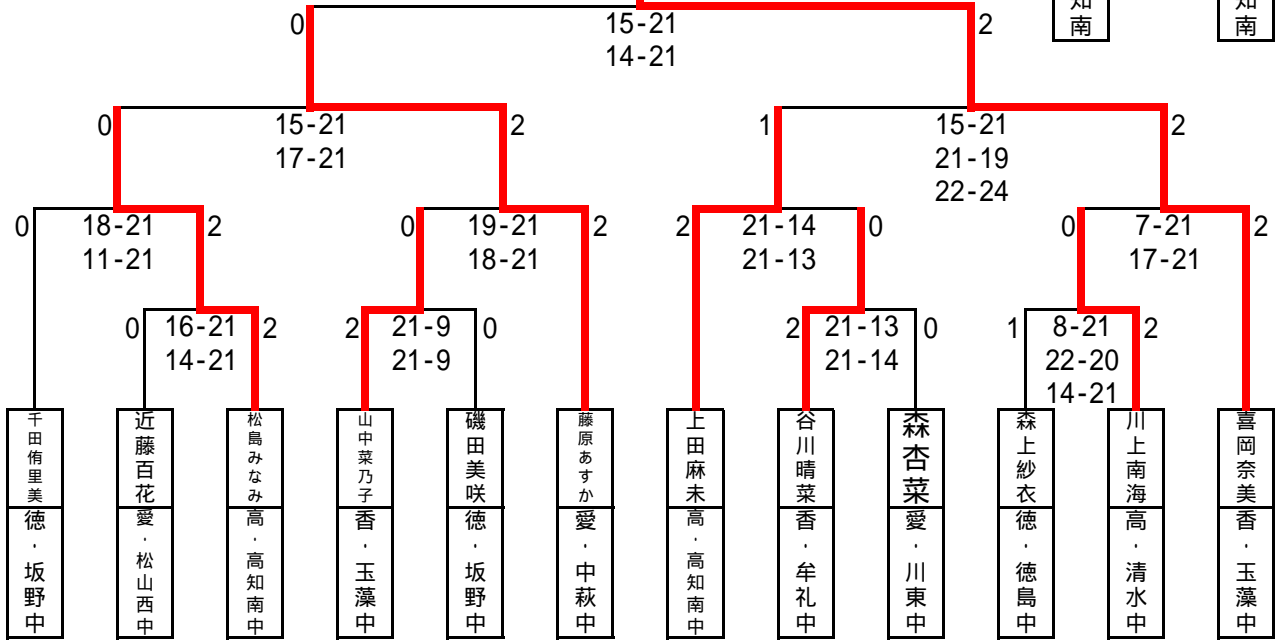 知
南
知
南
0
15-21
14-21
2
0
15-21
17-21
2
1
15-21
21-19
22-24
2
0
18-21
11-21
2
0
19-21
18-21
2
2
21-14
21-13
0
0
7-21
17-21
2
0
16-21
14-21
2
2
21-9
21-9
0
2
21-13
21-14
0
1
8-21
22-20
14-21
2
千田侑里美
近藤百花
松島みなみ
山中菜乃子
磯田美咲
藤原あすか
上田麻未
谷川晴菜
森杏菜
森上紗衣
川上南海
喜岡奈美
徳・坂野中
愛・松山西中
高・高知南中
香・玉藻中
徳・坂野中
愛・中萩中
高・高知南中
香・牟礼中
愛・川東中
徳・徳島中
高・清水中
香・玉藻中